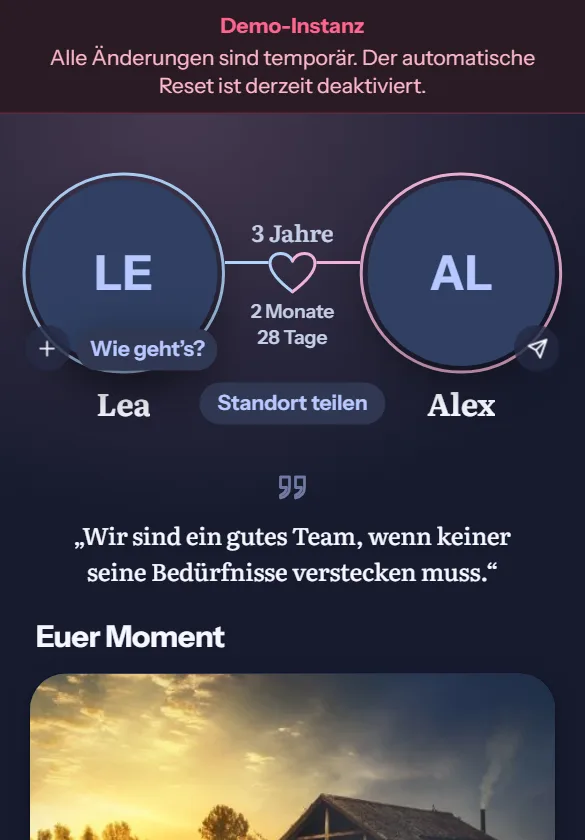 Demo-Instanz
Alle Änderungen sind temporär. Der automatische
Reset ist derzeit deaktiviert.
LE
3 Jahre
2 Monate
28 Tage
AL
Wie geht’s?
Lea
Standort teilen
Alex
„Wir sind ein gutes Team, wenn keiner
seine Bedürfnisse verstecken muss.“
Euer Moment